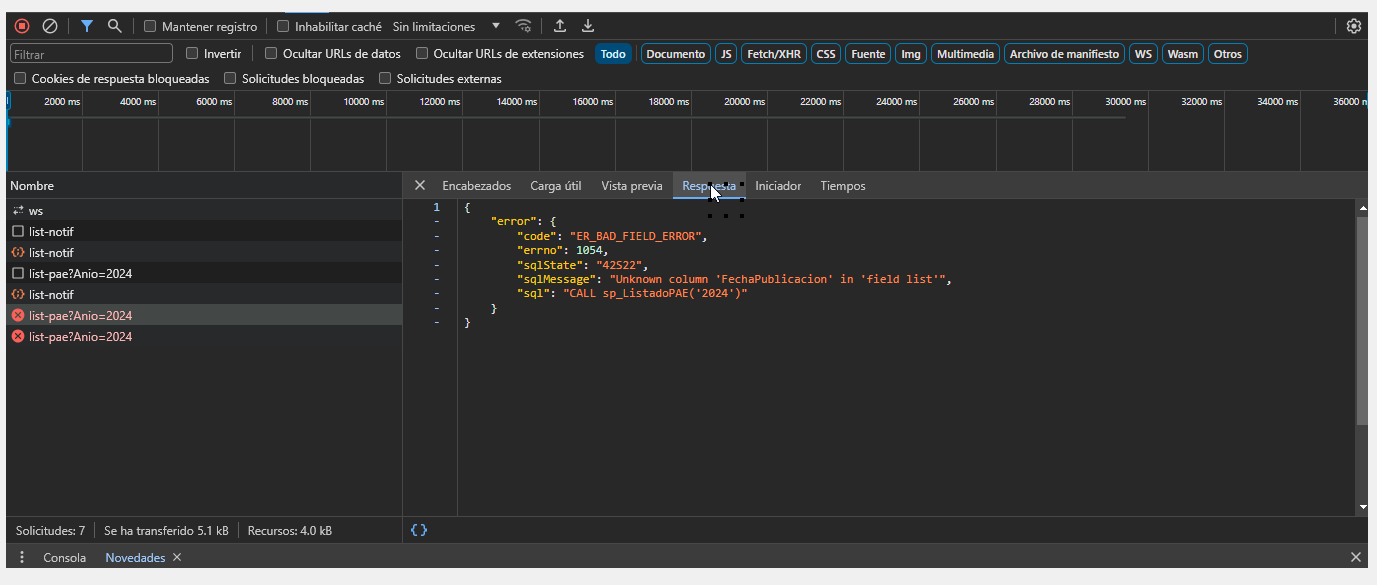 Mantener registro Inhabilitar caché Sin limitaciones
Filtrar Invertir Ocultar URLs de datos Ocultar URLs de extensiones Todo Documento JS Fetch/XHR CSS Fuente Img Multimedia Archivo de manifiesto WS Wasm Otros
Cookies de respuesta bloqueadas Solicitudes bloqueadas Solicitudes externas
2000 ms 4000 ms 6000 ms 8000 ms 10000 ms 12000 ms 14000 ms 16000 ms 18000 ms 20000 ms 22000 ms 24000 ms 26000 ms 28000 ms 30000 ms 32000 ms 34000 ms 36000 m
Nombre
ws
list-notif
list-notif
list-pae?Anio=2024
list-notif
list-pae?Anio=2024
list-pae?Anio=2024
Encabezados Carga útil Vista previa Respuesta Iniciador Tiempos
1 {
- "error": {
- "code": "ER_BAD_FIELD_ERROR",
- "errno": 1054,
- "sqlState": "42S22",
- "sqlMessage": "Unknown column 'FechaPublicacion' in 'field list'",
- "sql": "CALL sp_ListadoPAE('2024')"
- }
- }
Solicitudes: 7 Se ha transferido 5.1 kB Recursos: 4.0 kB {}
Consola Novedades